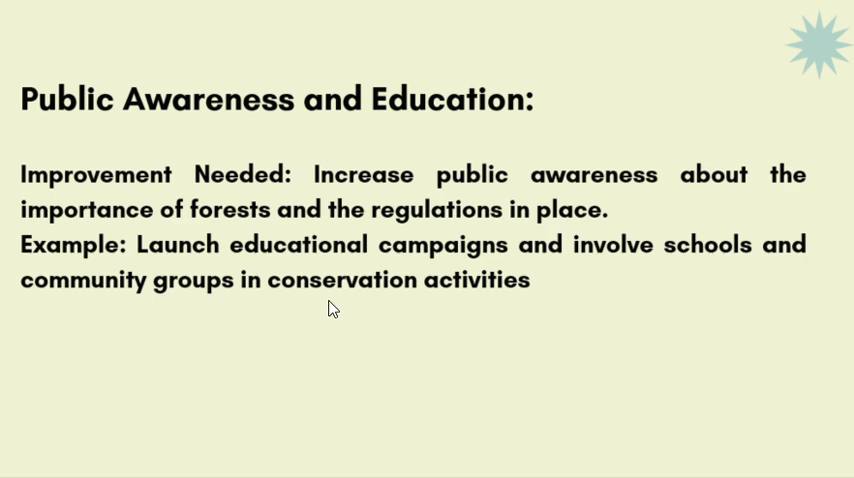 Public Awareness and Education:
Improvement Needed: Increase public awareness about the
importance of forests and the regulations in place.
Example: Launch educational campaigns and involve schools and
community groups in conservation activities